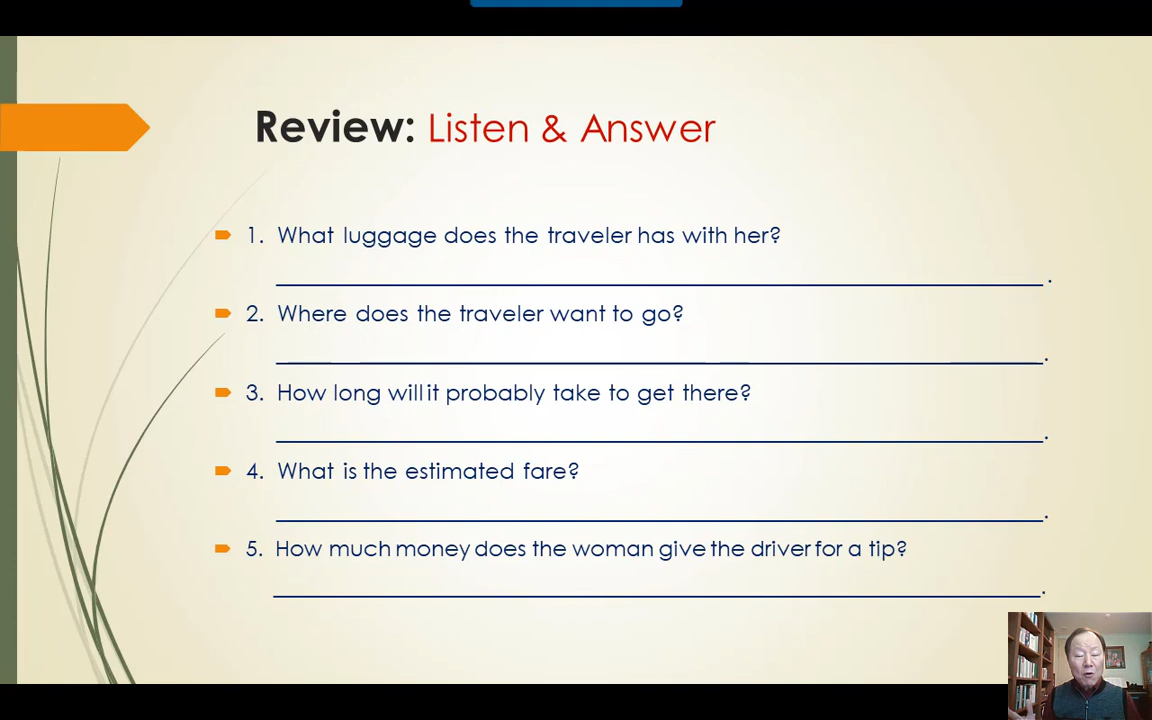 Review: Listen & Answer
1. What luggage does the traveler has with her?
.
2. Where does the traveler want to go?
.
3. How long will it probably take to get there?
.
4. What is the estimated fare?
.
5. How much money does the woman give the driver for a tip?
.